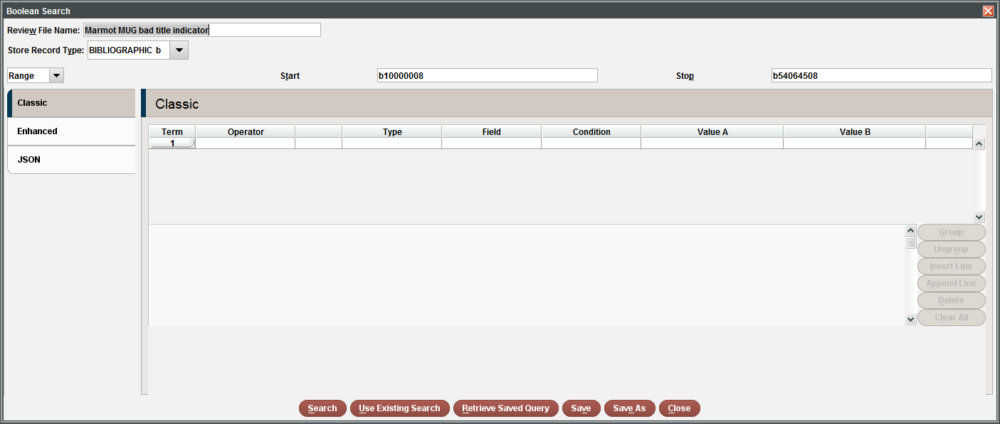 Boolean Search
Review File Name: Marmot MUG bad title indicator
Store Record Type: BIBLIOGRAPHIC b
Range Start b10000008 Stop b54064508
Classic
Enhanced
JSON
Classic
Term Operator Type Field Condition Value A Value B
1
Group
Ungroup
Insert Line
Append Line
Delete
Clear All
Search Use Existing Search Retrieve Saved Query Save Save As Close